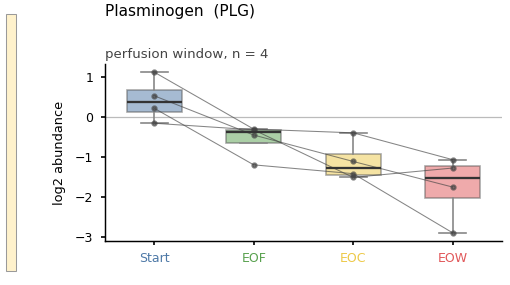 Plasminogen (PLG)
perfusion window, n = 4
log2 abundance
1
0
−1
−2
−3
Start EOF EOC EOW